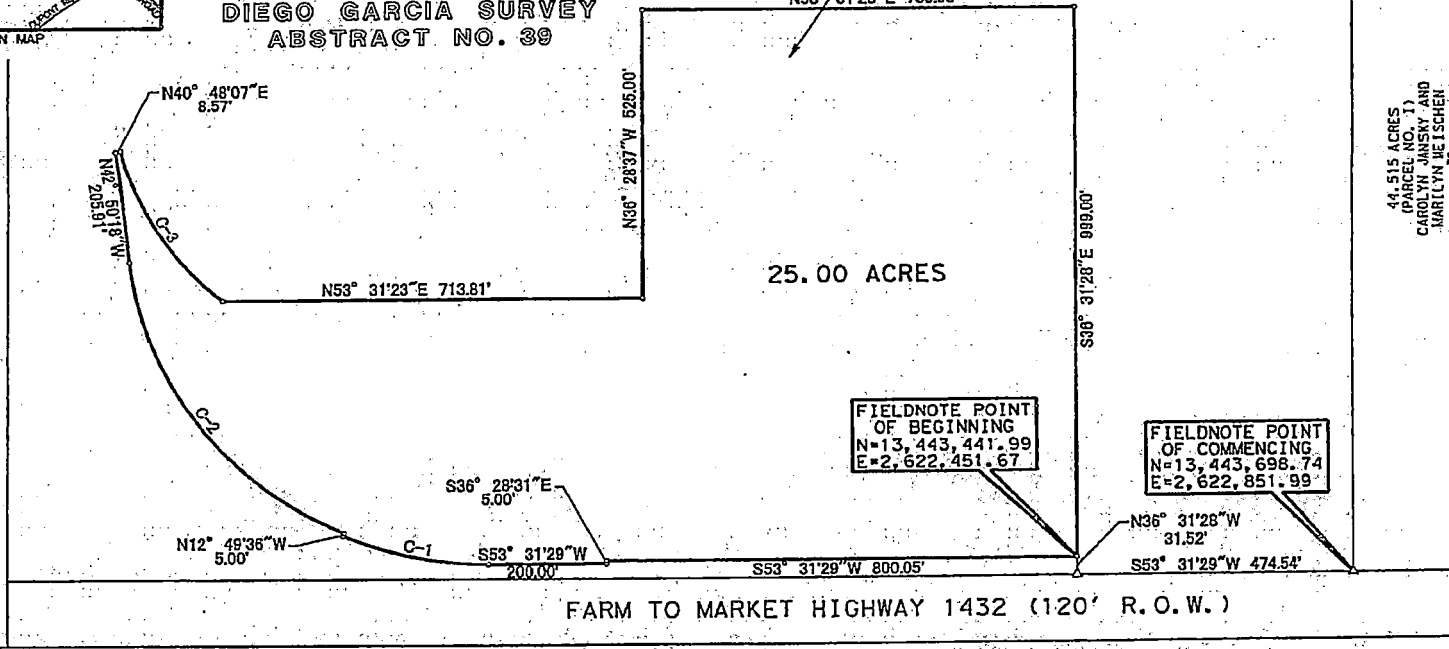 DIEGO GARCIA SURVEY
ABSTRACT NO. 39
N MAP
N40° 48'07"E
8.57'
N42° 50'18"W
205.91'
C-3
N53° 31'23"E 713.81'
N36° 28'37"W 525.00'
25.00 ACRES
S36° 31'28"E 999.00'
44.515 ACRES
(PARCEL NO. 1)
CAROLYN JANSKY AND
MARILYN WEISCHEN
C-2
FIELDNOTE POINT
OF BEGINNING
N=13,443,441.99
E=2,622,451.67
FIELDNOTE POINT
OF COMMENCING
N=13,443,698.74
E=2,622,851.99
S36° 28'31"E
5.00'
N12° 49'36"W
5.00'
C-1
S53° 31'29"W
200.00'
S53° 31'29"W 800.05'
N36° 31'28"W
31.52'
S53° 31'29"W 474.54'
FARM TO MARKET HIGHWAY 1432 (120' R.O.W.)